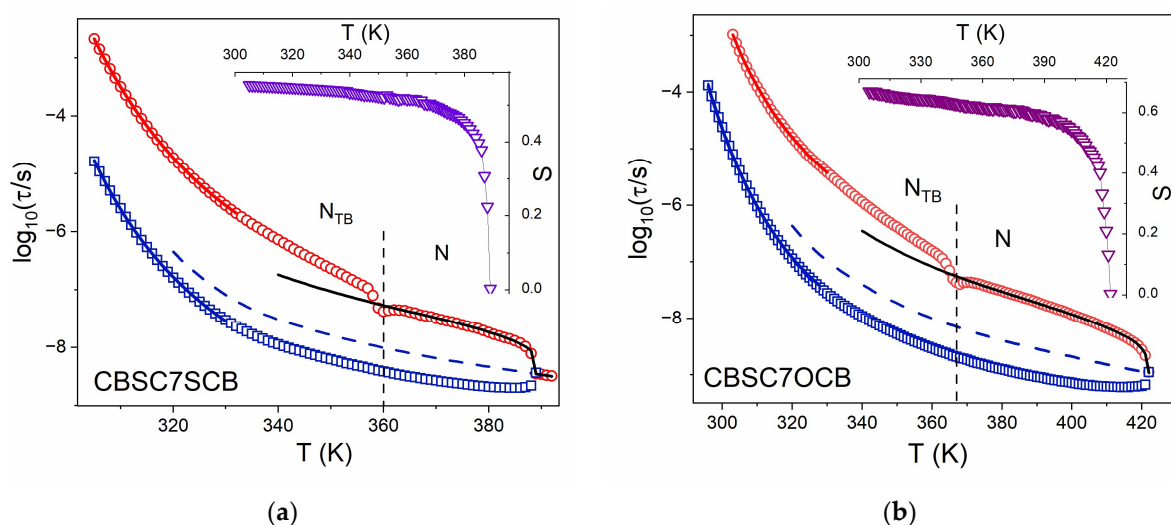 T (K)
300 320 340 360 380
0.4
0.2
0.0
S
−4
−6
−8
log10(τ/s)
NTB
N
CBSC7SCB
320 340 360 380
T (K)
(a)
T (K)
300 330 360 390 420
0.6
0.4
0.2
0.0
S
−4
−6
−8
log10(τ/s)
NTB
N
CBSC7OCB
300 320 340 360 380 400 420
T (K)
(b)